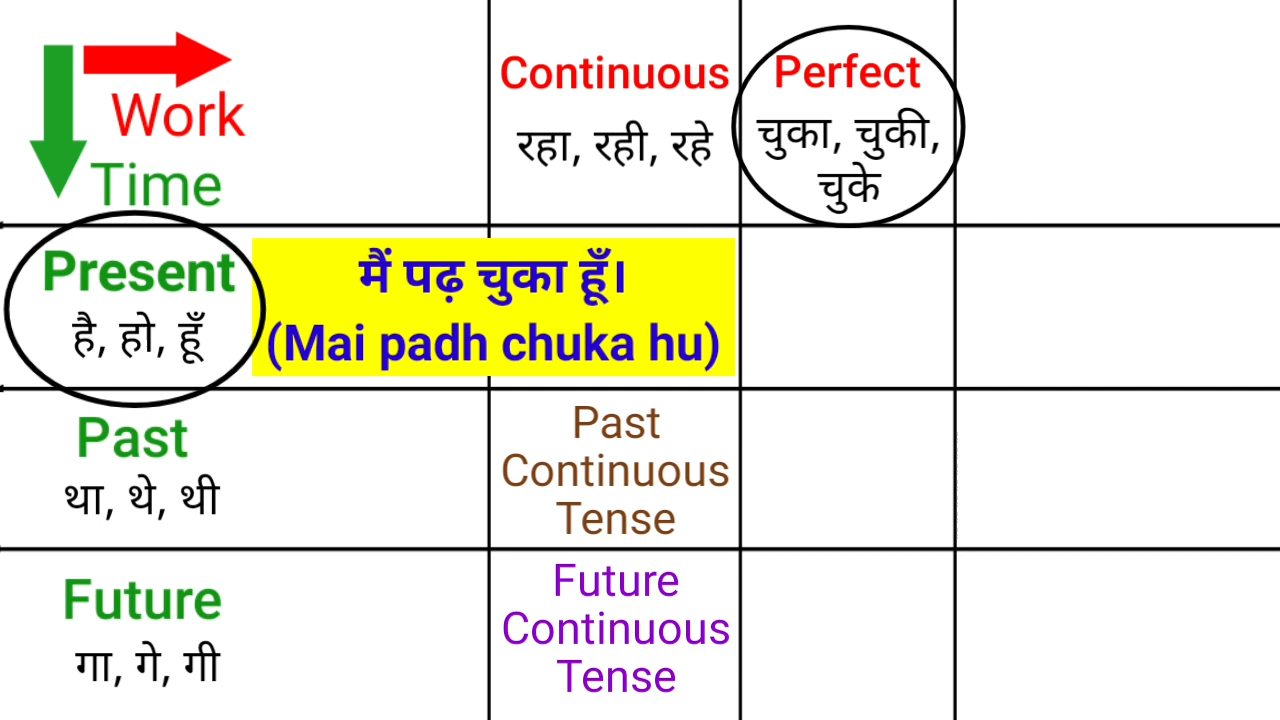 Work
Time
Continuous
रहा, रही, रहे
Perfect
चुका, चुकी,
चुके
Present
है, हो, हूँ
मैं पढ़ चुका हूँ।
(Mai padh chuka hu)
Past
था, थे, थी
Past
Continuous
Tense
Future
गा, गे, गी
Future
Continuous
Tense